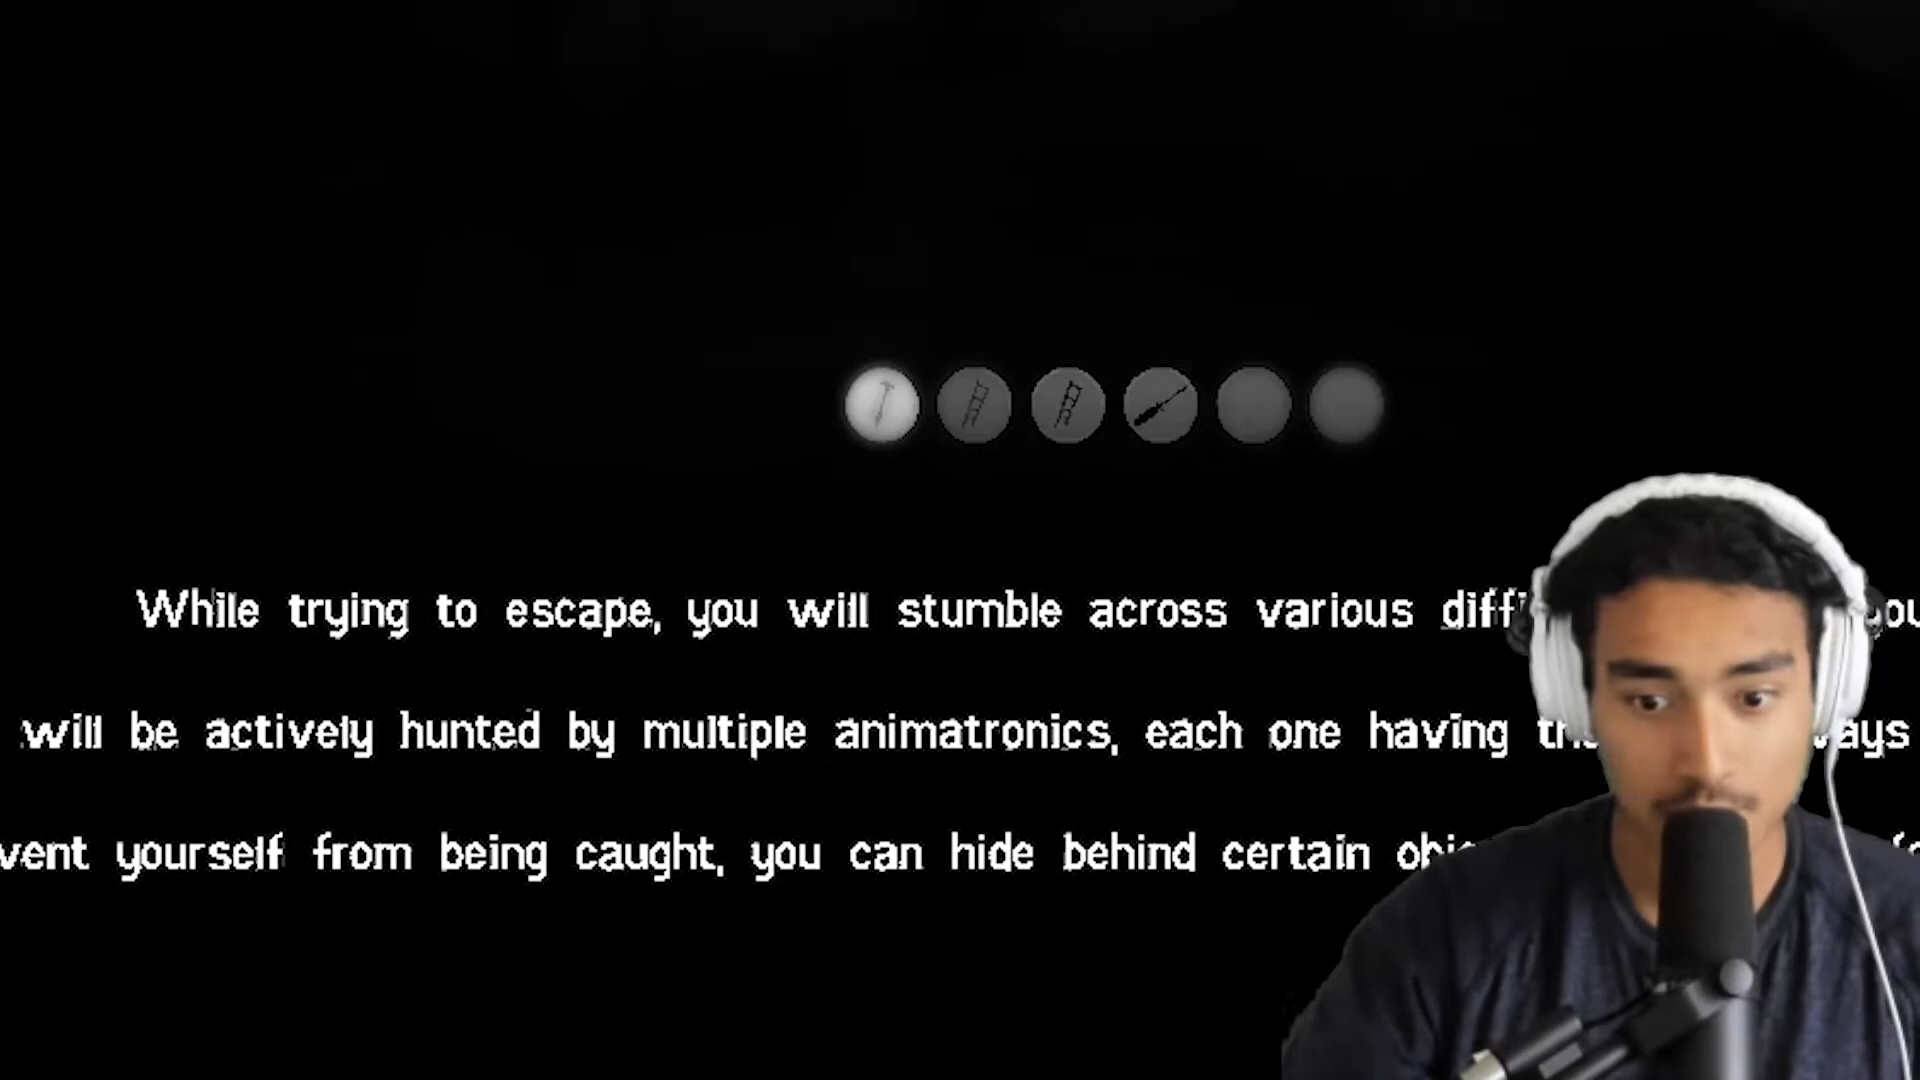 While trying to escape, you will stumble across various
will be actively hunted by multiple animatronics, each one having
yourself from being caught, you can hide behind certain